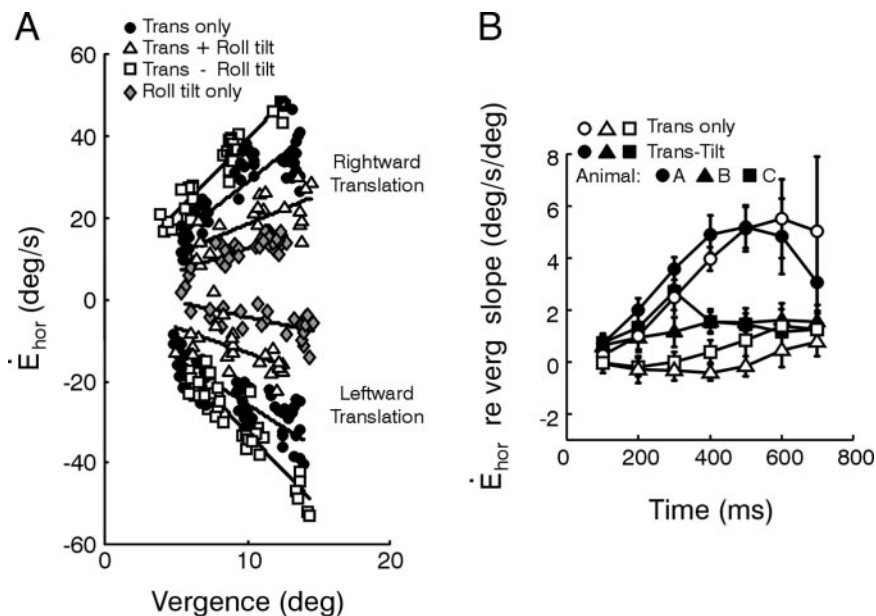 A
Trans only
Trans + Roll tilt
Trans - Roll tilt
Roll tilt only
60
40
20
0
-20
-40
-60
Ė_hor (deg/s)
Rightward
Translation
Leftward
Translation
0
10
20
Vergence (deg)
B
Trans only
Trans-Tilt
Animal: A B C
8
6
4
2
0
-2
Ė_hor re verg slope (deg/s/deg)
0
200
400
600
800
Time (ms)